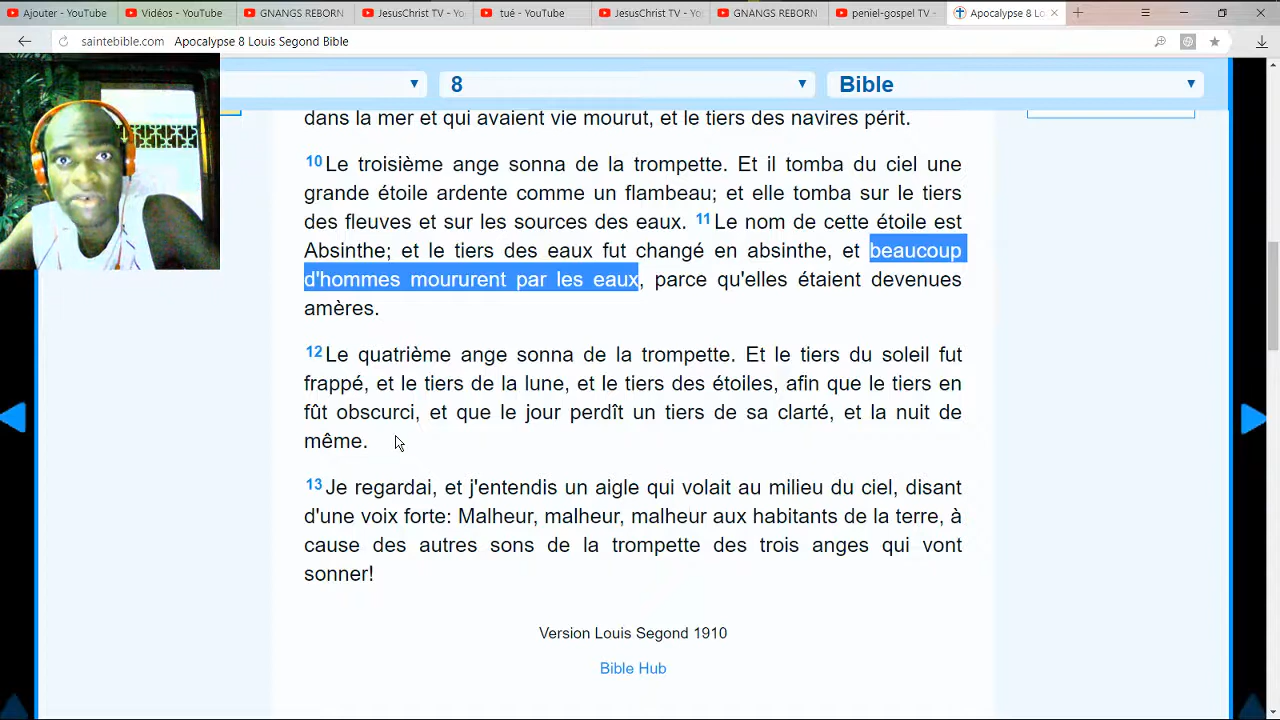 Ajouter - YouTube
Vidéos - YouTube
GNANGS REBORN
JesusChrist TV - Yo
tué - YouTube
JesusChrist TV - Yo
GNANGS REBORN
peniel-gospel TV -
Apocalypse 8 Lo
saintebible.com Apocalypse 8 Louis Segond Bible
8
Bible
dans la mer et qui avaient vie mourut, et le tiers des navires périt.
10 Le troisième ange sonna de la trompette. Et il tomba du ciel une
grande étoile ardente comme un flambeau; et elle tomba sur le tiers
des fleuves et sur les sources des eaux. 11 Le nom de cette étoile est
Absinthe; et le tiers des eaux fut changé en absinthe, et beaucoup
d'hommes moururent par les eaux, parce qu'elles étaient devenues
amères.
12 Le quatrième ange sonna de la trompette. Et le tiers du soleil fut
frappé, et le tiers de la lune, et le tiers des étoiles, afin que le tiers en
fût obscurci, et que le jour perdît un tiers de sa clarté, et la nuit de
même.
13 Je regardai, et j'entendis un aigle qui volait au milieu du ciel, disant
d'une voix forte: Malheur, malheur, malheur aux habitants de la terre, à
cause des autres sons de la trompette des trois anges qui vont
sonner!
Version Louis Segond 1910
Bible Hub